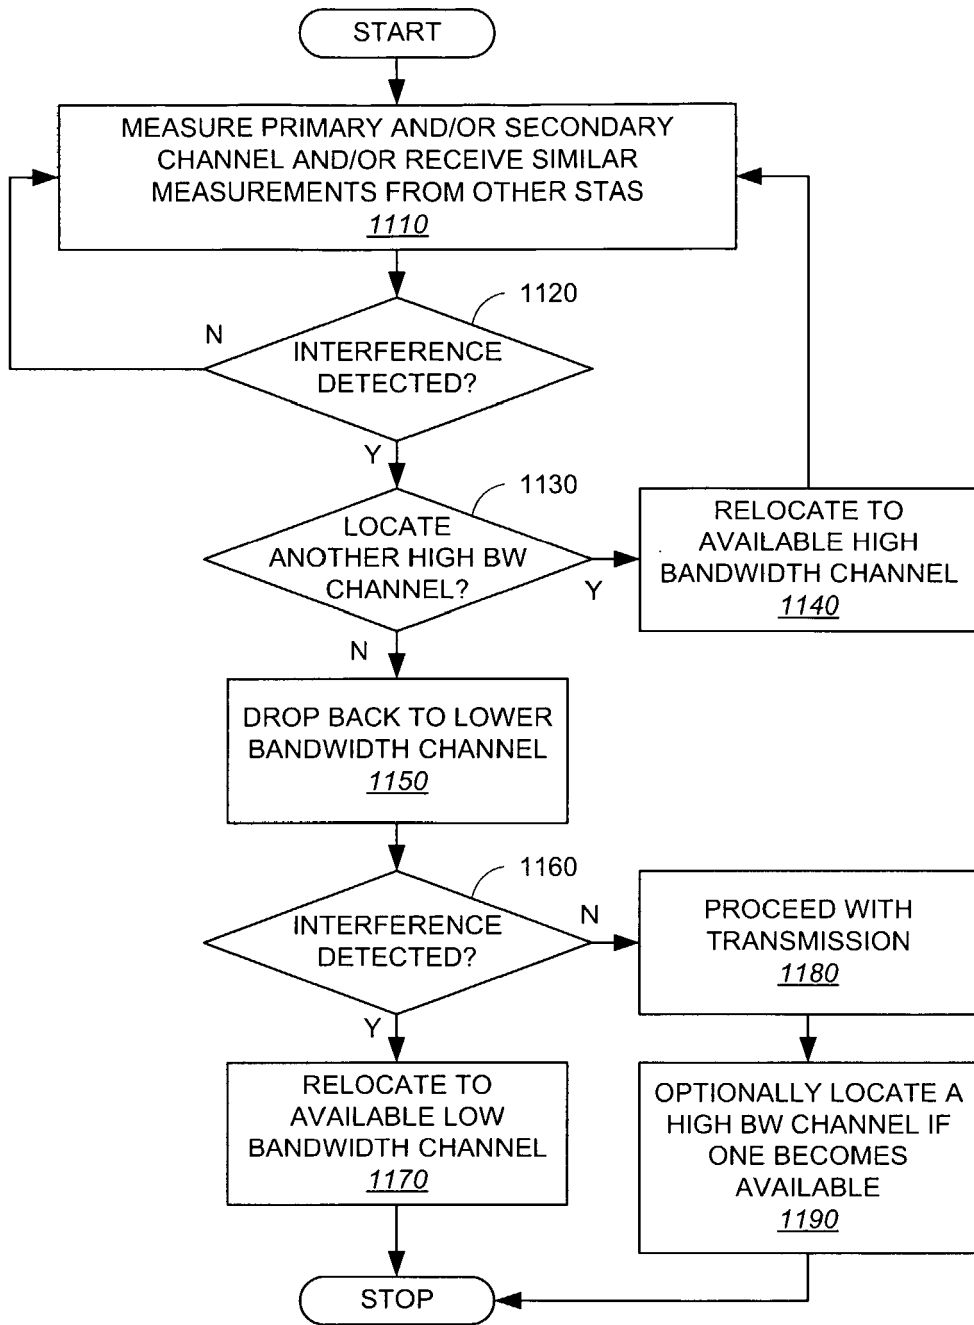 START
MEASURE PRIMARY AND/OR SECONDARY
CHANNEL AND/OR RECEIVE SIMILAR
MEASUREMENTS FROM OTHER STAS
1110
1120
N
INTERFERENCE
DETECTED?
Y
1130
LOCATE
ANOTHER HIGH BW
CHANNEL?
Y
N
RELOCATE TO
AVAILABLE HIGH
BANDWIDTH CHANNEL
1140
DROP BACK TO LOWER
BANDWIDTH CHANNEL
1150
1160
INTERFERENCE
DETECTED?
N
Y
PROCEED WITH
TRANSMISSION
1180
RELOCATE TO
AVAILABLE LOW
BANDWIDTH CHANNEL
1170
OPTIONALLY LOCATE A
HIGH BW CHANNEL IF
ONE BECOMES
AVAILABLE
1190
STOP